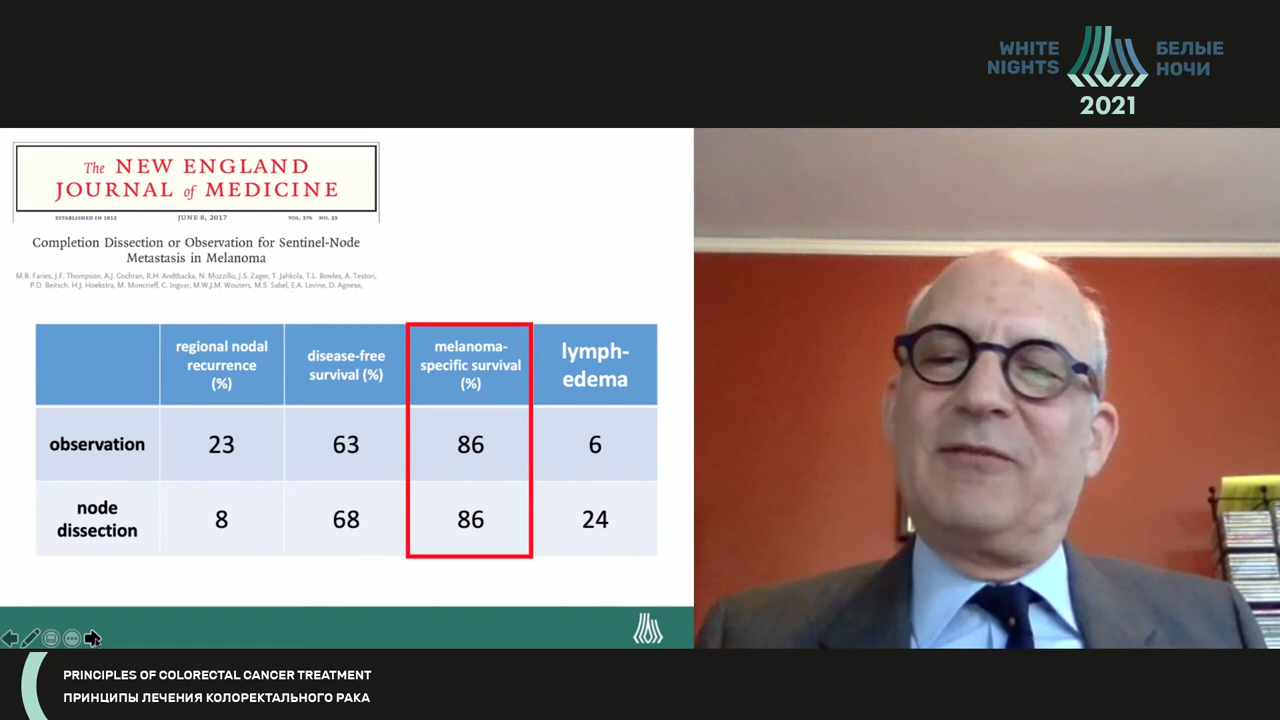 WHITE NIGHTS
БЕЛЫЕ НОЧИ
2021
The NEW ENGLAND
JOURNAL of MEDICINE
ESTABLISHED IN 1812 JUNE 8, 2017 VOL. 376 NO. 23
Completion Dissection or Observation for Sentinel-Node
Metastasis in Melanoma
M.B. Faries, J.F. Thompson, A.J. Cochran, R.H. Andtbacka, N. Mozzillo, J.S. Zager, T. Jahkola, T.L. Bowles, A. Testori,
P.D. Beitsch, H.J. Hoekstra, M. Moncrieff, C. Ingvar, M.W.J.M. Wouters, M.S. Sabel, E.A. Levine, D. Agnese,
regional nodal
recurrence
(%)
disease-free
survival (%)
melanoma-
specific survival
(%)
lymph-
edema
observation 23 63 86 6
node
dissection 8 68 86 24
PRINCIPLES OF COLORECTAL CANCER TREATMENT
ПРИНЦИПЫ ЛЕЧЕНИЯ КОЛОРЕКТАЛЬНОГО РАКА